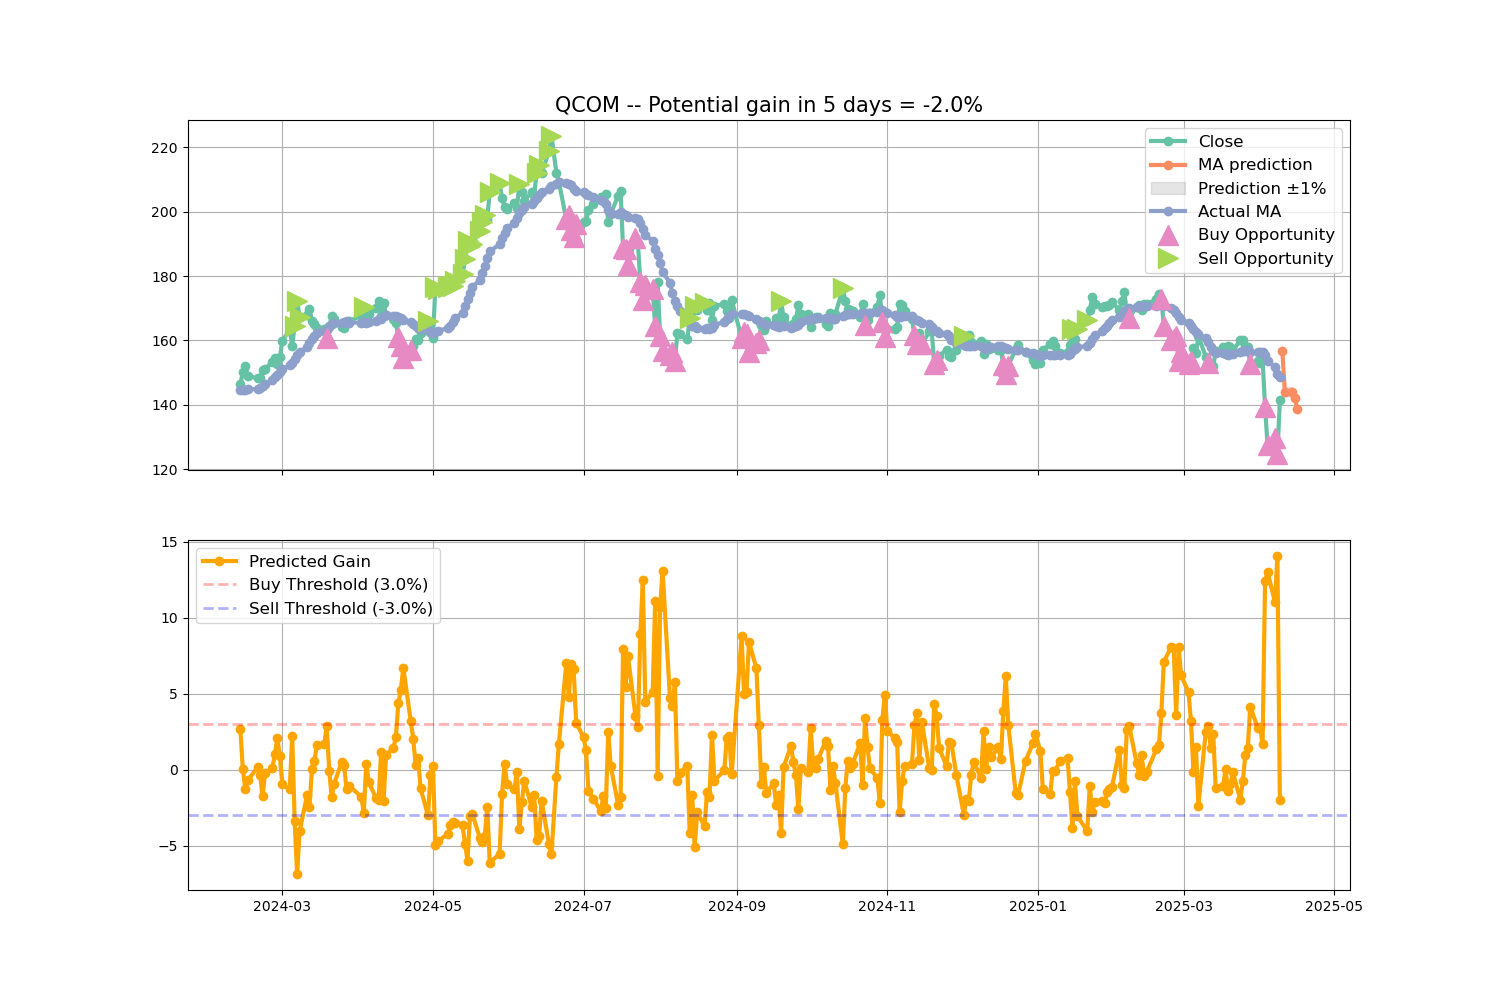 QCOM -- Potential gain in 5 days = -2.0%
220
200
180
160
140
120
Close
MA prediction
Prediction ±1%
Actual MA
Buy Opportunity
Sell Opportunity
15
10
5
0
−5
Predicted Gain
Buy Threshold (3.0%)
Sell Threshold (-3.0%)
2024-03
2024-05
2024-07
2024-09
2024-11
2025-01
2025-03
2025-05